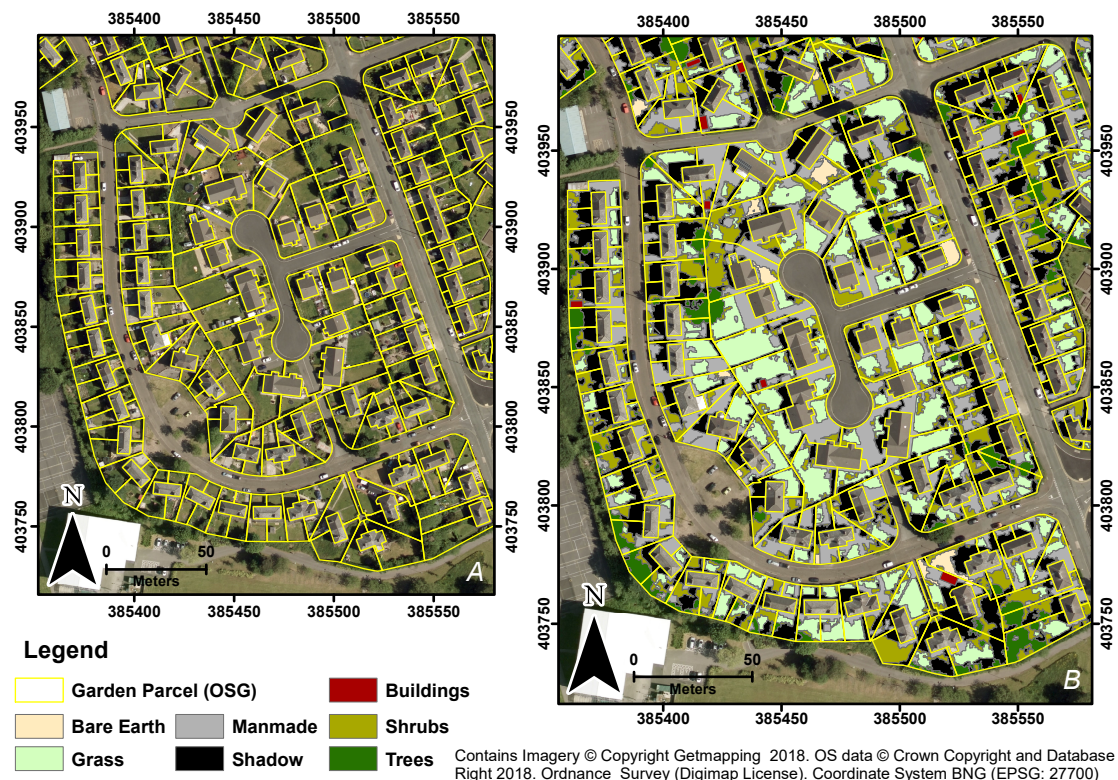 385400 385450 385500 385550
385400 385450 385500 385550
403950
403900
403850
403800
403750
403950
403900
403850
403800
403750
403950
403900
403850
403800
403750
403950
403900
403850
403800
403750
N
0 50
Meters
A
N
0 50
Meters
B
385400 385450 385500 385550
385400 385450 385500 385550
Legend
Garden Parcel (OSG) Buildings
Bare Earth Manmade Shrubs
Grass Shadow Trees
Contains Imagery © Copyright Getmapping 2018. OS data © Crown Copyright and Database
Right 2018. Ordnance Survey (Digimap License). Coordinate System BNG (EPSG: 27700)